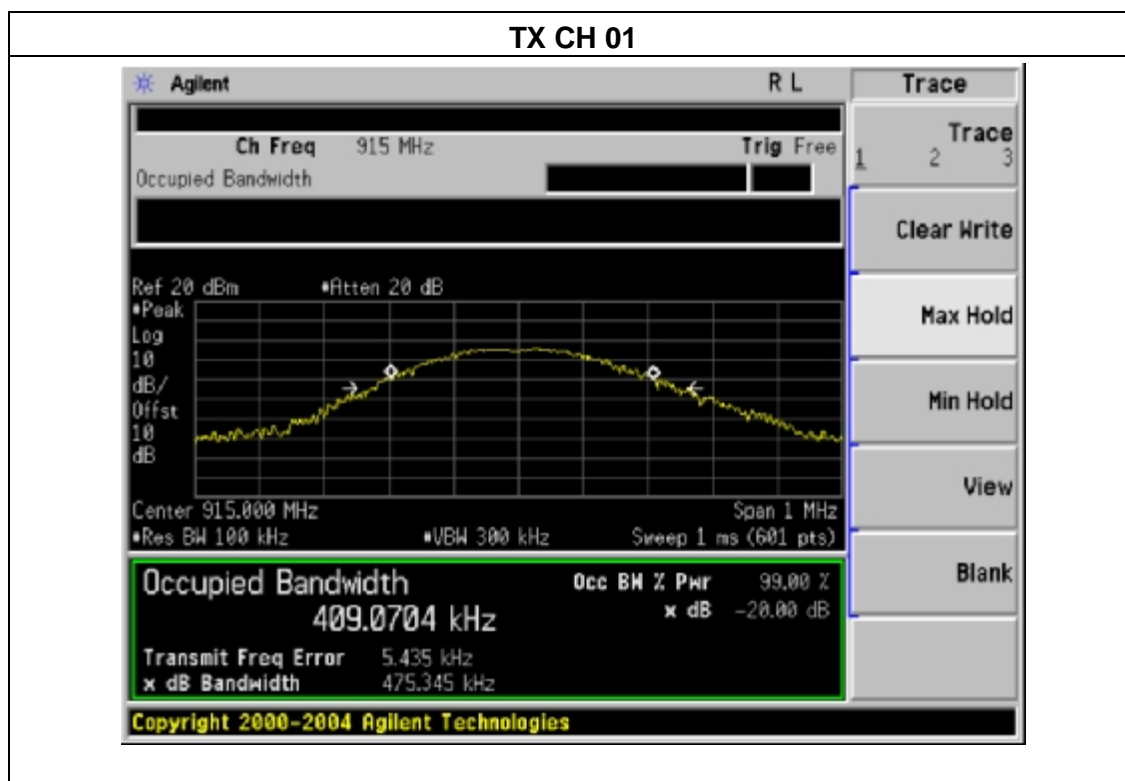 TX CH 01
Agilent R L Trace
Ch Freq 915 MHz Trig Free
Trace
1 2 3
Occupied Bandwidth
Clear Write
Ref 20 dBm •Atten 20 dB
•Peak
Log
10
dB/
Offst
10
dB
Max Hold
Min Hold
View
Center 915.000 MHz Span 1 MHz
•Res BW 100 kHz •VBW 300 kHz Sweep 1 ms (601 pts)
Blank
Occupied Bandwidth Occ BW % Pwr 99.00 %
409.0704 kHz x dB -20.00 dB
Transmit Freq Error 5.435 kHz
x dB Bandwidth 475.345 kHz
Copyright 2000-2004 Agilent Technologies